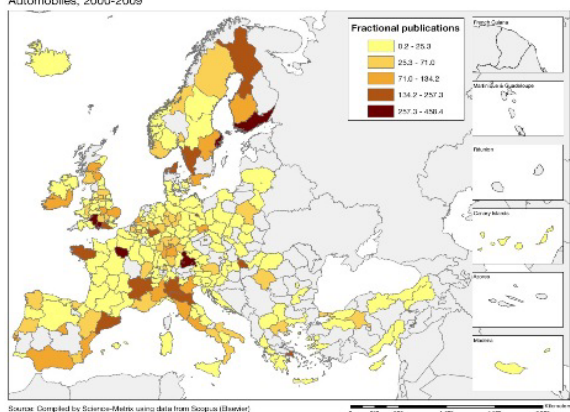 Automobiles, 2000-2009
Fractional publications
0.2 - 25.3
25.3 - 71.0
71.0 - 134.2
134.2 - 257.3
257.3 - 458.4
French Guiana
Martinique & Guadeloupe
Réunion
Canary Islands
Azores
Madeira
Source: Compiled by Science-Metrix using data from Scopus (Elsevier)